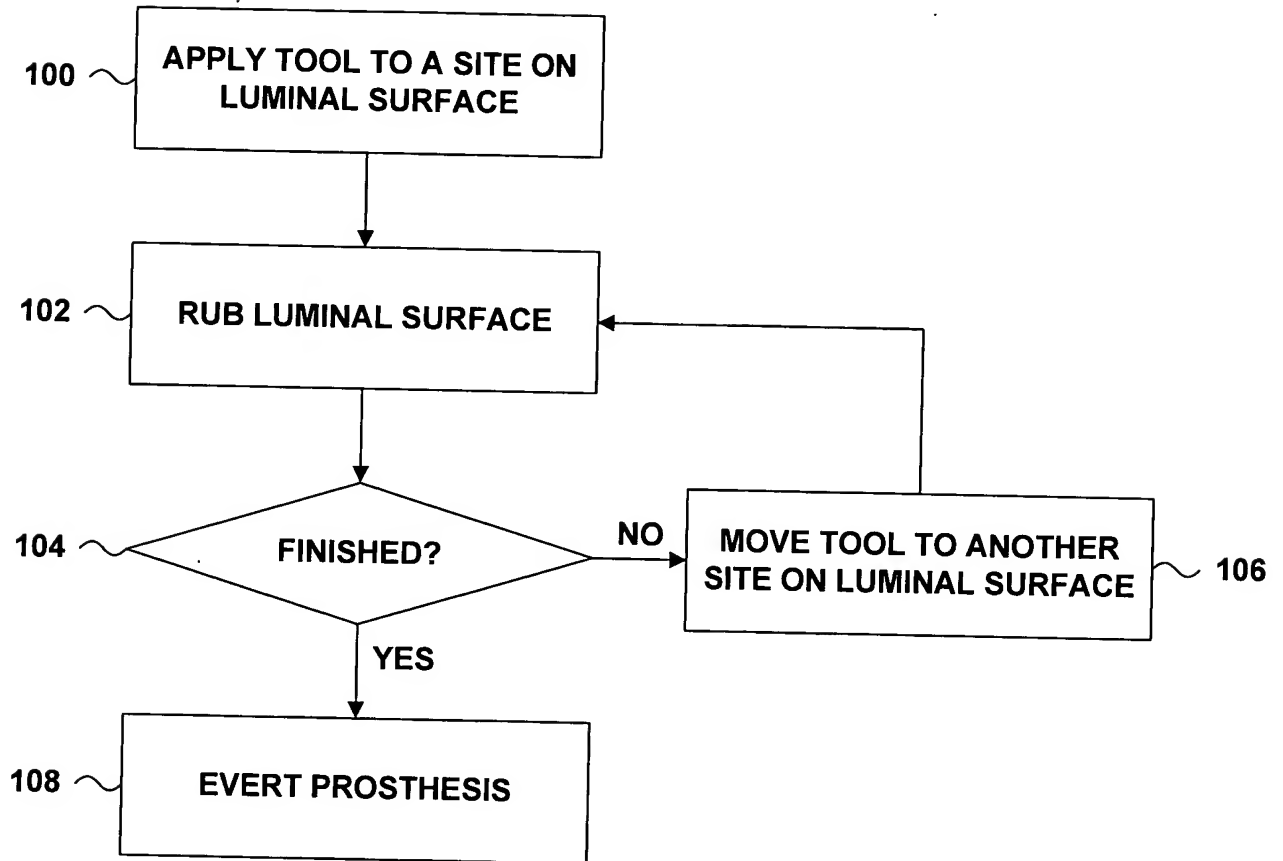 100
APPLY TOOL TO A SITE ON
LUMINAL SURFACE
102
RUB LUMINAL SURFACE
104
FINISHED?
NO
MOVE TOOL TO ANOTHER
SITE ON LUMINAL SURFACE
106
YES
108
EVERT PROSTHESIS